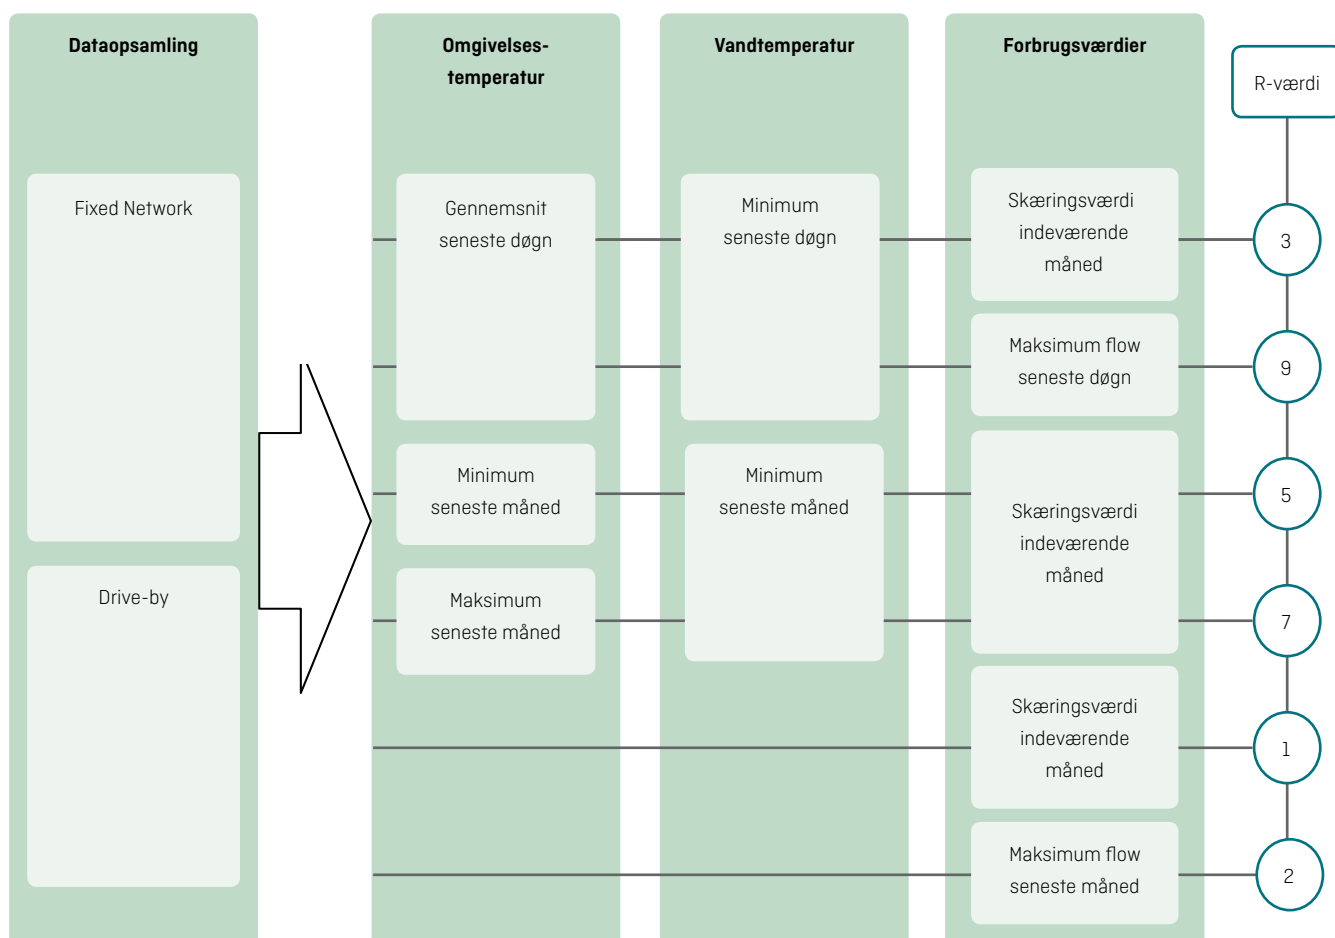 Dataopsamling
Fixed Network
Drive-by
Omgivelses-
temperatur
Gennemsnit
seneste døgn
Minimum
seneste måned
Maksimum
seneste måned
Vandtemperatur
Minimum
seneste døgn
Minimum
seneste måned
Forbrugsværdier
Skæringsværdi
indeværende
måned
Maksimum flow
seneste døgn
Skæringsværdi
indeværende
måned
Skæringsværdi
indeværende
måned
Maksimum flow
seneste måned
R-værdi
3
9
5
7
1
2